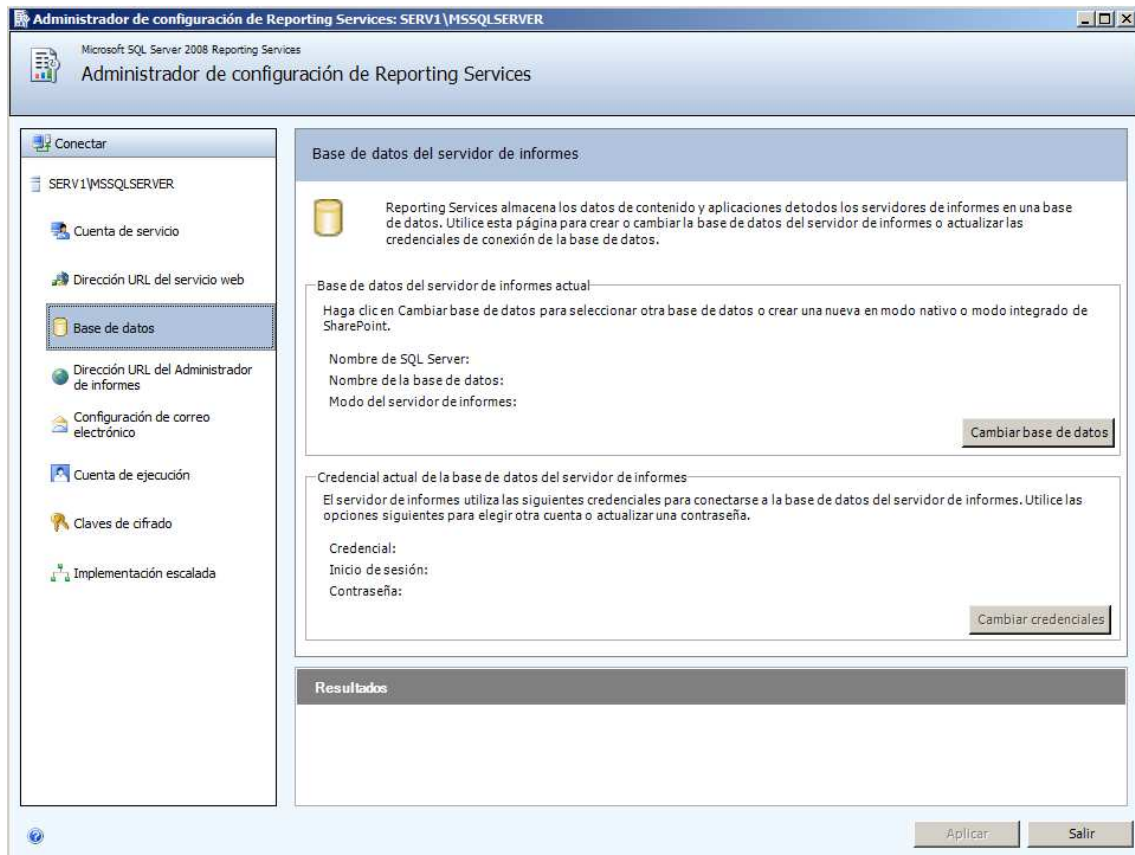 Administrador de configuración de Reporting Services: SERV1\MSSQLSERVER
Microsoft SQL Server 2008 Reporting Services
Administrador de configuración de Reporting Services
Conectar
SERV1\MSSQLSERVER
Cuenta de servicio
Dirección URL del servicio web
Base de datos
Dirección URL del Administrador
de informes
Configuración de correo
electrónico
Cuenta de ejecución
Claves de cifrado
Implementación escalada
Base de datos del servidor de informes
Reporting Services almacena los datos de contenido y aplicaciones detodos los servidores de informes en una base
de datos. Utilice esta página para crear o cambiar la base de datos del servidor de informes o actualizar las
credenciales de conexión de la base de datos.
Base de datos del servidor de informes actual
Haga clic en Cambiar base de datos para seleccionar otra base de datos o crear una nueva en modo nativo o modo integrado de
SharePoint.
Nombre de SQL Server:
Nombre de la base de datos:
Modo del servidor de informes:
Cambiar base de datos
Credencial actual de la base de datos del servidor de informes
El servidor de informes utiliza las siguientes credenciales para conectarse a la base de datos del servidor de informes. Utilice las
opciones siguientes para elegir otra cuenta o actualizar una contraseña.
Credencial:
Inicio de sesión:
Contraseña:
Cambiar credenciales
Resultados
Aplicar
Salir